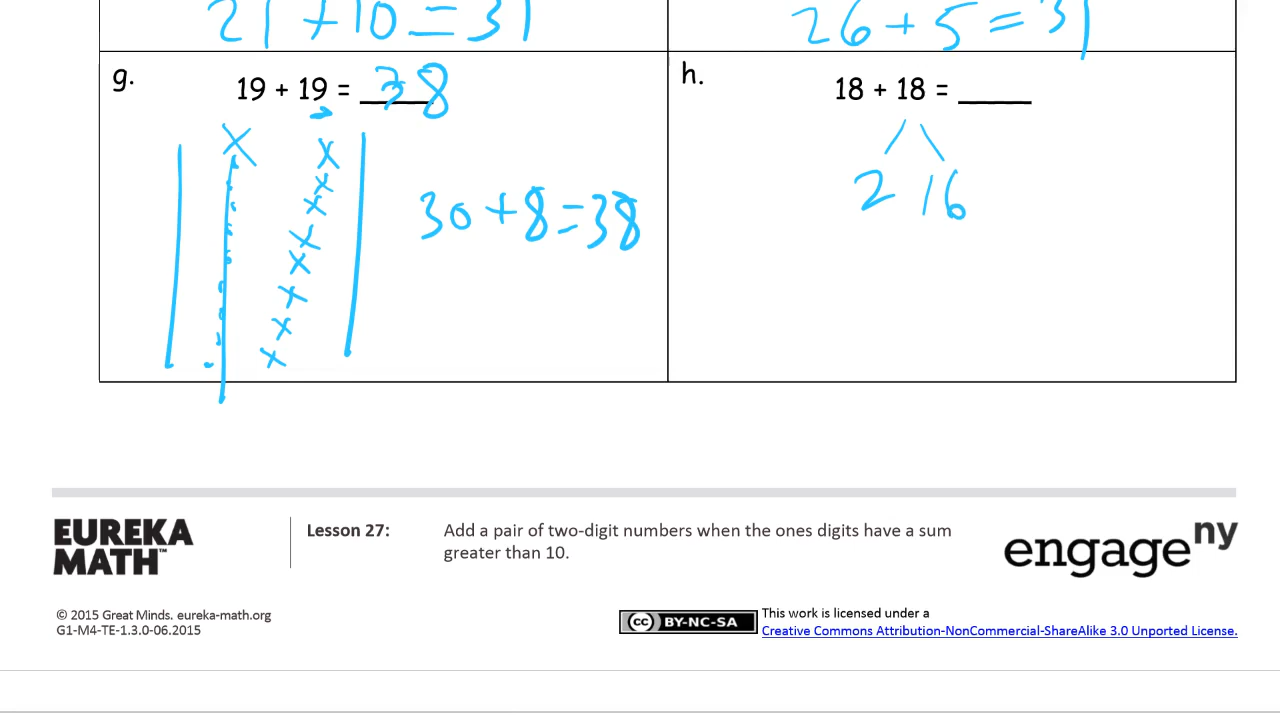 21 + 10 = 31
26 + 5 = 31
g. 19 + 19 = 38
30 + 8 = 38
h. 18 + 18 = _____
2 16
EUREKA MATH™
Lesson 27: Add a pair of two-digit numbers when the ones digits have a sum
greater than 10.
engageny
© 2015 Great Minds. eureka-math.org
G1-M4-TE-1.3.0-06.2015
cc BY-NC-SA
This work is licensed under a
Creative Commons Attribution-NonCommercial-ShareAlike 3.0 Unported License.